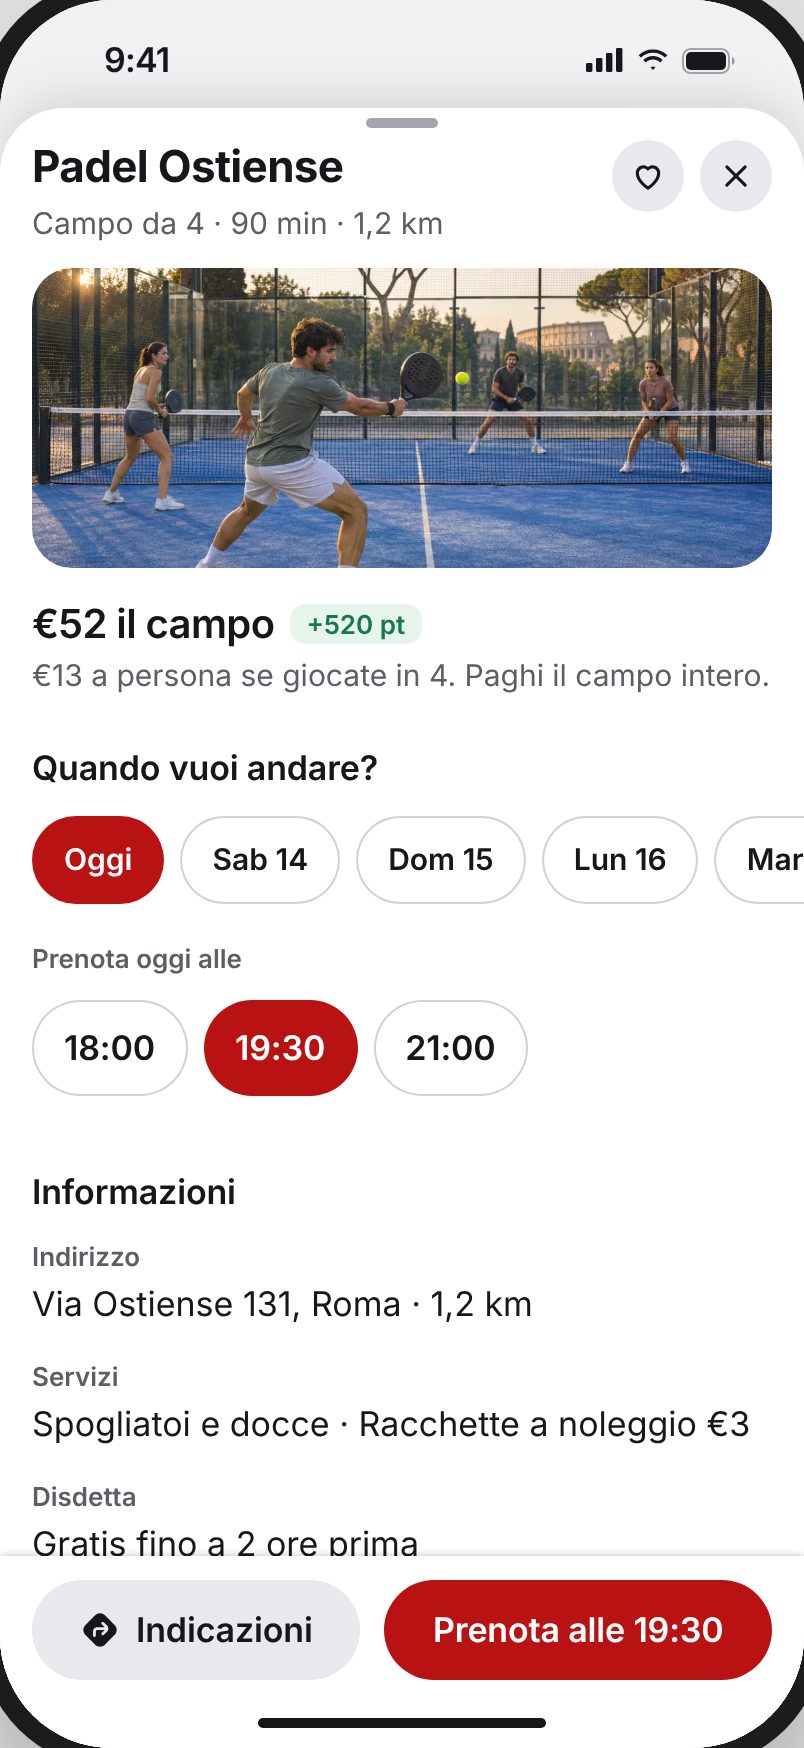 9:41
Padel Ostiense
Campo da 4 · 90 min · 1,2 km
€52 il campo +520 pt
€13 a persona se giocate in 4. Paghi il campo intero.
Quando vuoi andare?
Oggi Sab 14 Dom 15 Lun 16 Mar
Prenota oggi alle
18:00 19:30 21:00
Informazioni
Indirizzo
Via Ostiense 131, Roma · 1,2 km
Servizi
Spogliatoi e docce · Racchette a noleggio €3
Disdetta
Gratis fino a 2 ore prima
Indicazioni Prenota alle 19:30